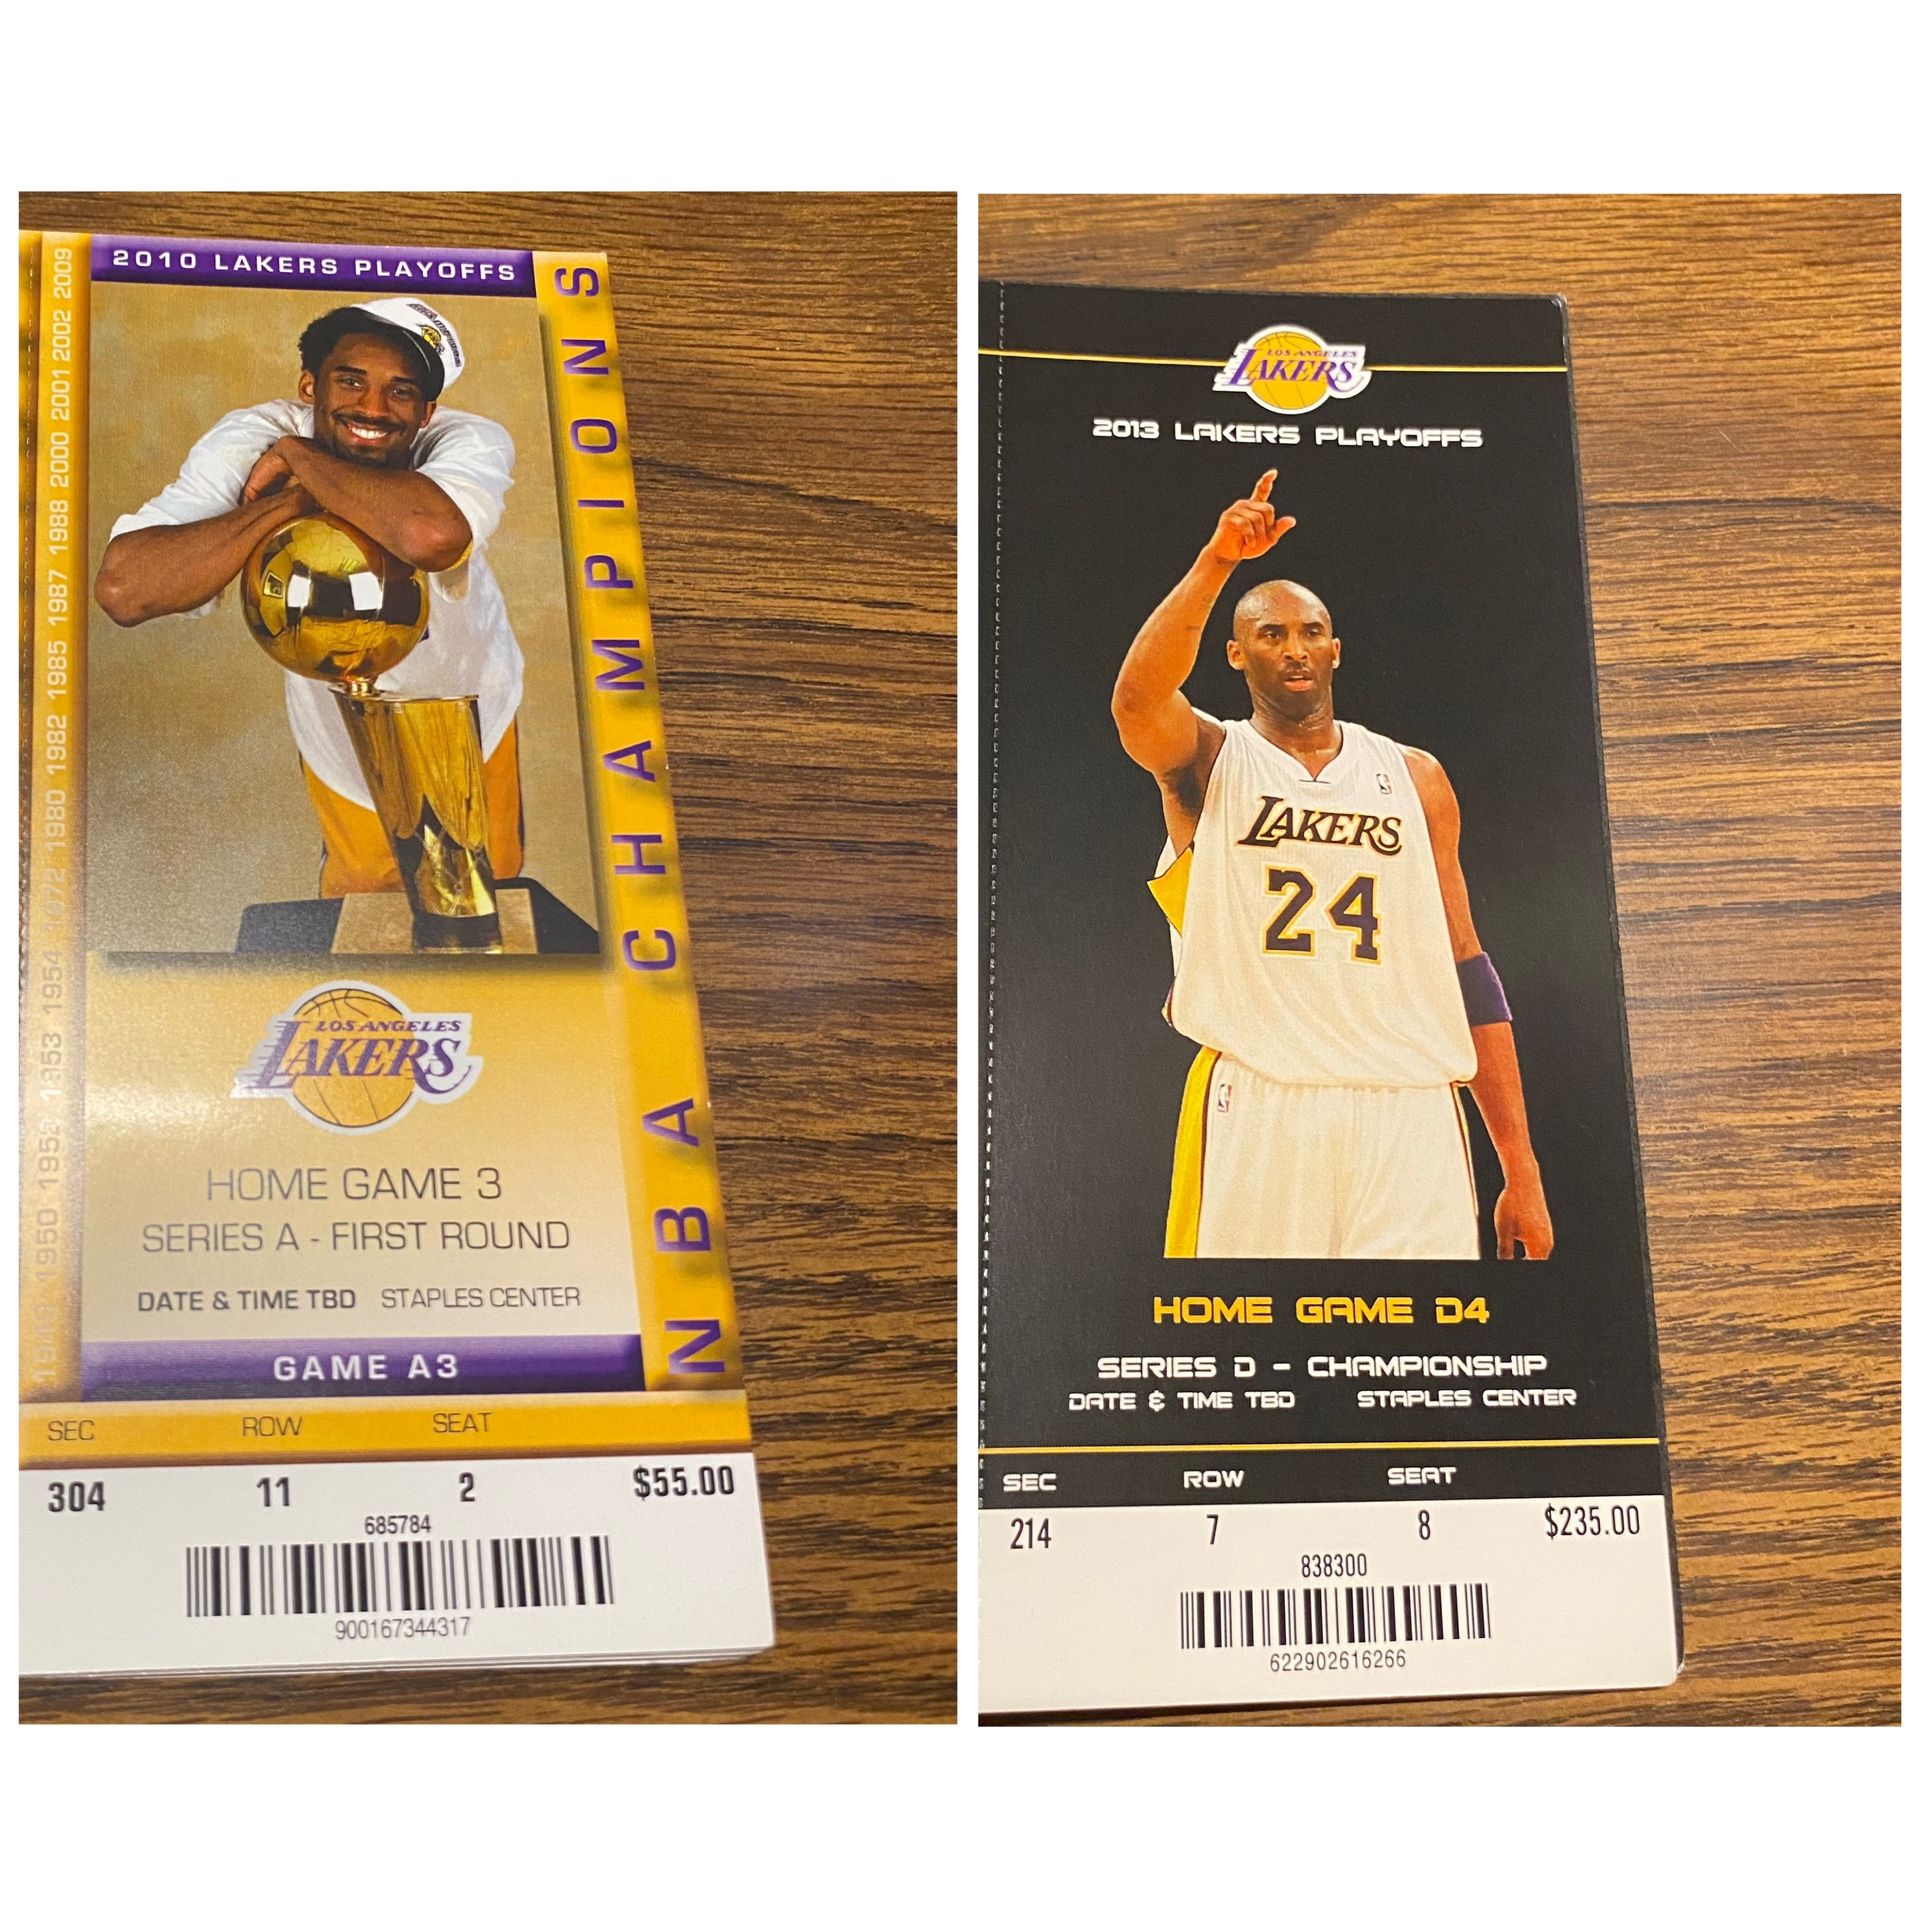 2010 LAKERS PLAYOFFS
NBA CHAMPIONS
1949 1950 1952 1953 1954 1972 1980 1982 1985 1987 1988 2000 2001 2002 2009
LOS ANGELES
LAKERS
HOME GAME 3
SERIES A - FIRST ROUND
DATE & TIME TBD STAPLES CENTER
GAME A3
SEC ROW SEAT
304 11 2 $55.00
685784
900167344317
LOS ANGELES
LAKERS
2013 LAKERS PLAYOFFS
LAKERS
24
HOME GAME D4
SERIES D - CHAMPIONSHIP
DATE & TIME TBD STAPLES CENTER
SEC ROW SEAT
214 7 8 $235.00
838300
622902616266